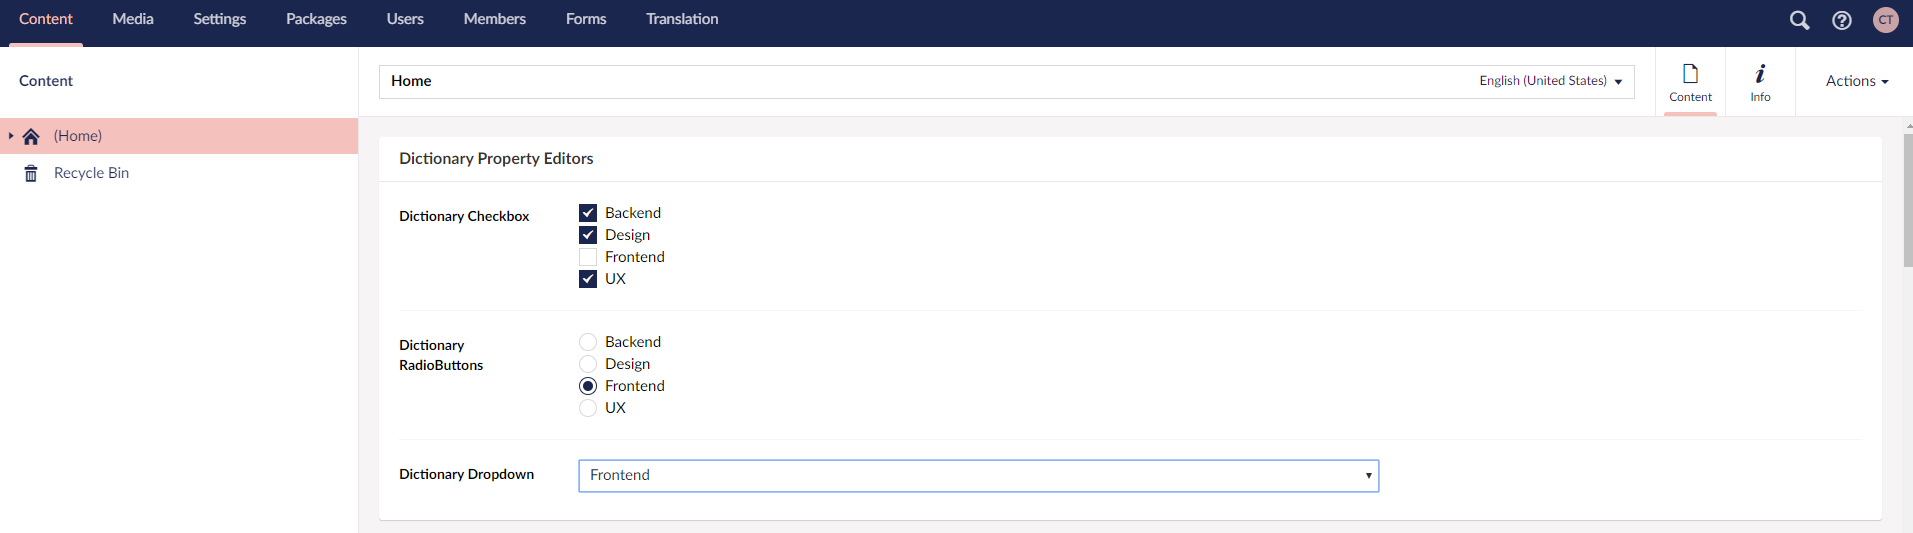 Content Media Settings Packages Users Members Forms Translation
CT
Content
(Home)
Recycle Bin
Home
English (United States)
Content
Info
Actions
Dictionary Property Editors
Dictionary Checkbox
Backend
Design
Frontend
UX
Dictionary
RadioButtons
Backend
Design
Frontend
UX
Dictionary Dropdown
Frontend